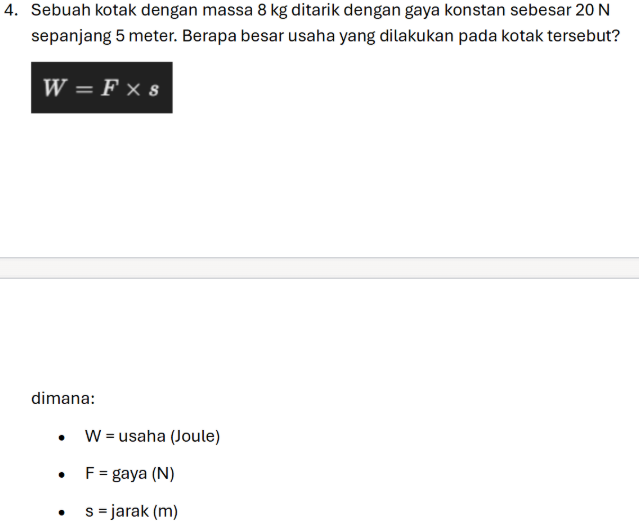 4. Sebuah kotak dengan massa 8 kg ditarik dengan gaya konstan sebesar 20 N
sepanjang 5 meter. Berapa besar usaha yang dilakukan pada kotak tersebut?
W = F × s
dimana:
• W = usaha (Joule)
• F = gaya (N)
• s = jarak (m)